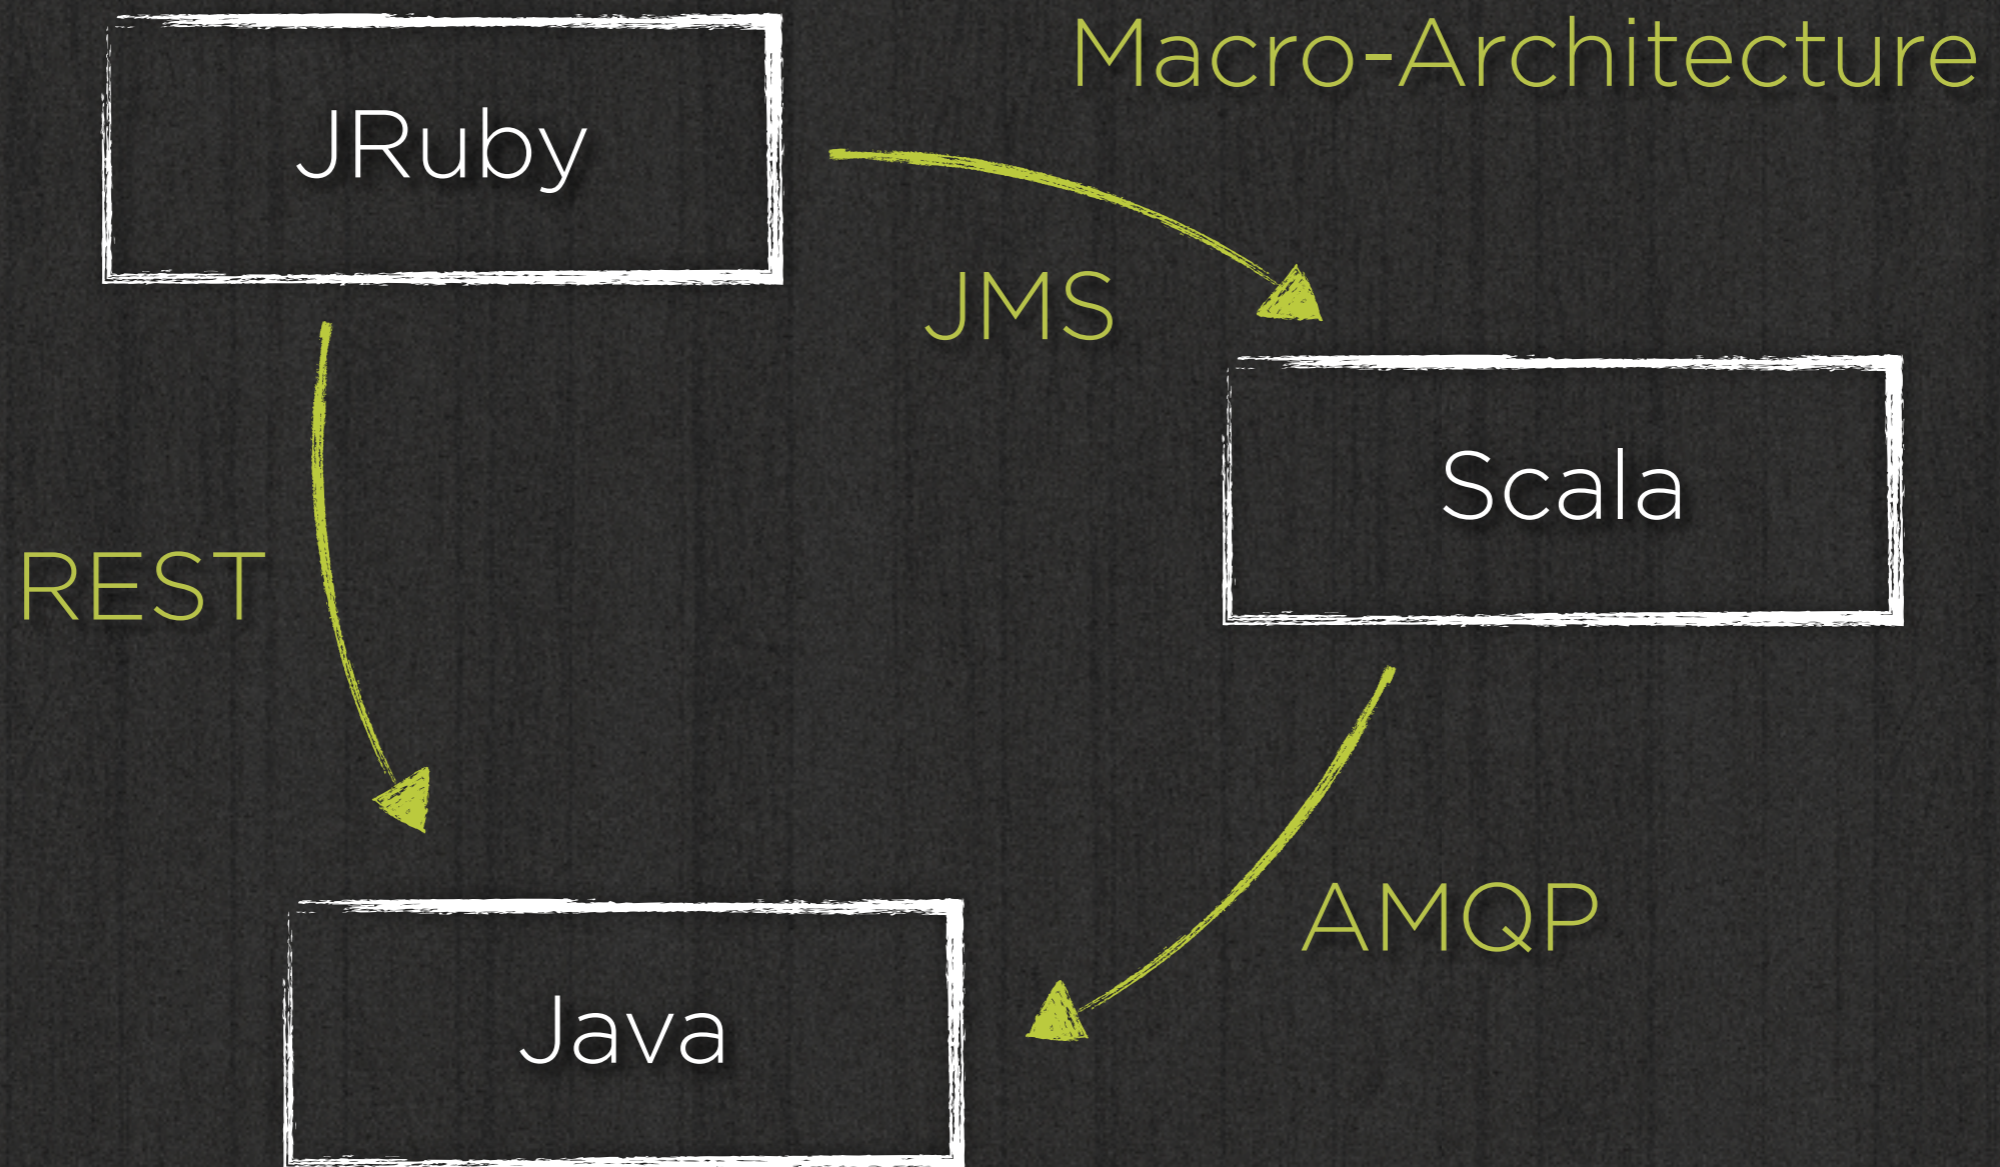 Macro-Architecture
JRuby
JMS
Scala
REST
AMQP
Java